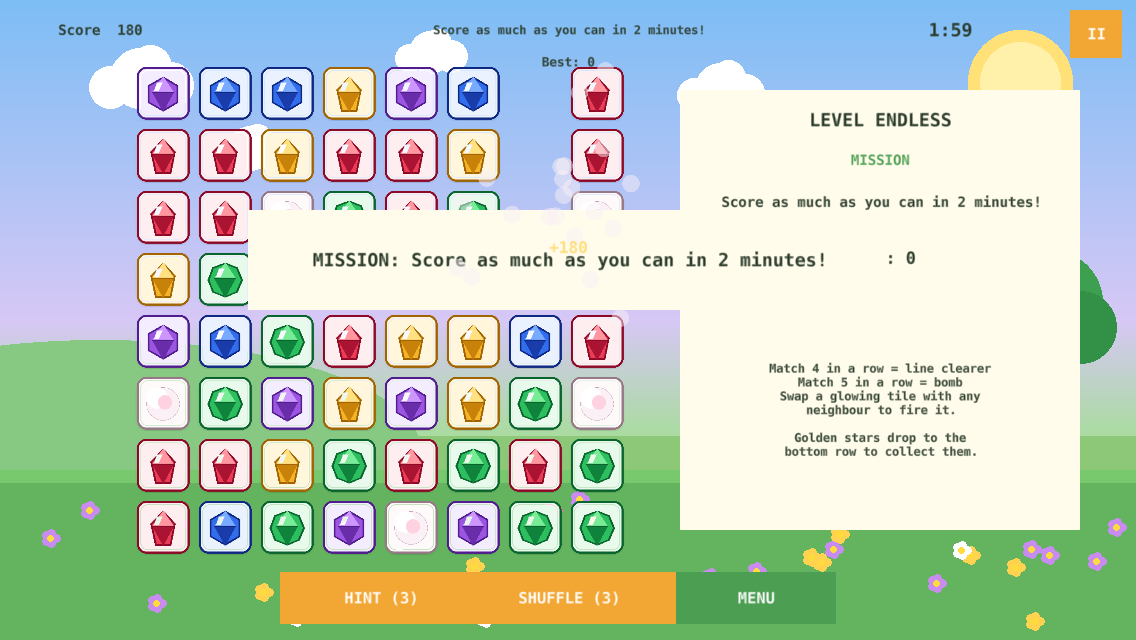 Score 180
Score as much as you can in 2 minutes!
1:59
II
Best: 0
LEVEL ENDLESS
MISSION
Score as much as you can in 2 minutes!
+180
MISSION: Score as much as you can in 2 minutes!
: 0
Match 4 in a row = line clearer
Match 5 in a row = bomb
Swap a glowing tile with any
neighbour to fire it.
Golden stars drop to the
bottom row to collect them.
HINT (3)
SHUFFLE (3)
MENU